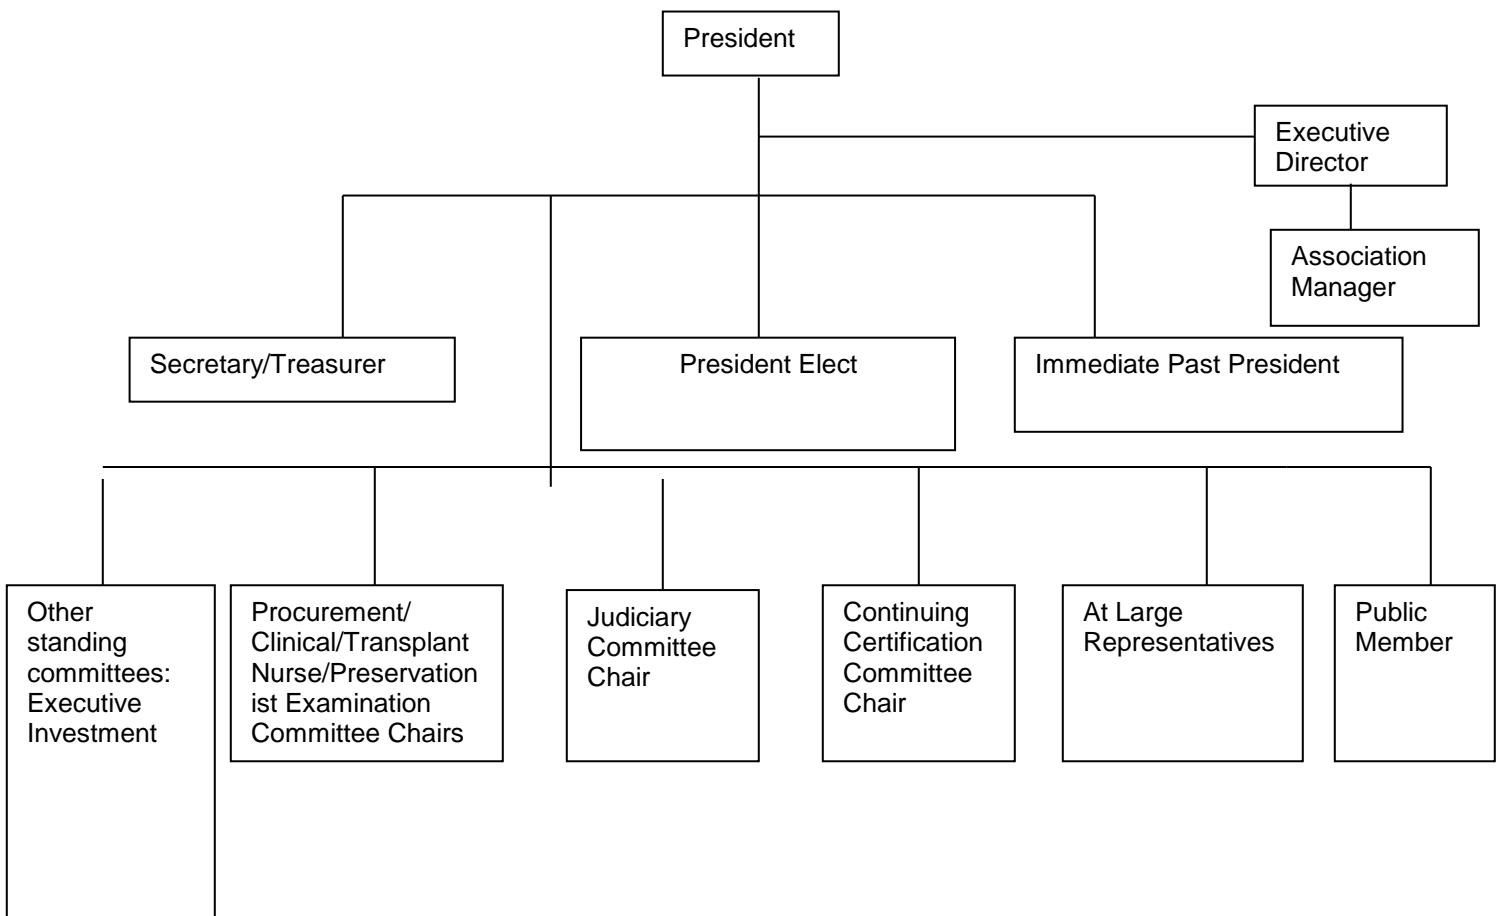 President
Executive
Director
Association
Manager
Secretary/Treasurer
President Elect
Immediate Past President
Other
standing
committees:
Executive
Investment
Procurement/
Clinical/Transplant
Nurse/Preservation
ist Examination
Committee Chairs
Judiciary
Committee
Chair
Continuing
Certification
Committee
Chair
At Large
Representatives
Public
Member